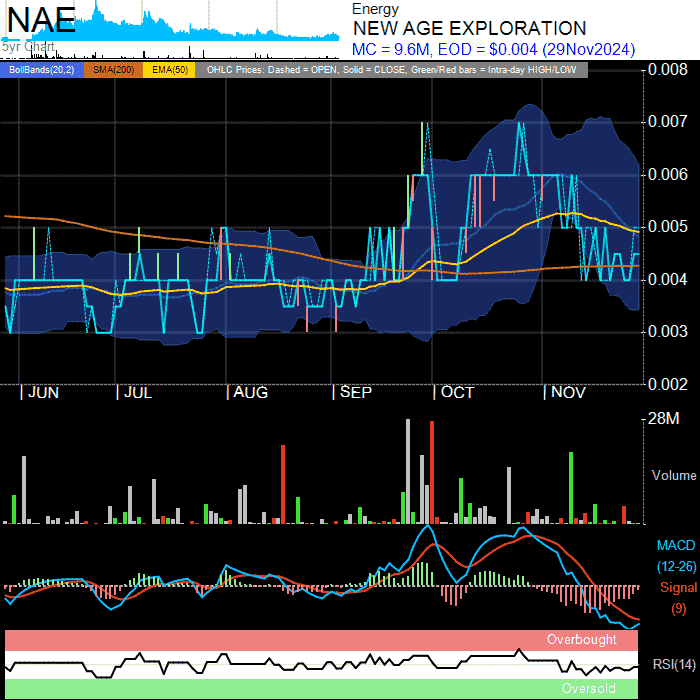 NAE
5yr Chart
Energy
NEW AGE EXPLORATION
MC = 9.6M, EOD = $0.004 (29Nov2024)
BollBands(20,2) SMA(200) EMA(50) OHLC Prices: Dashed = OPEN, Solid = CLOSE, Green/Red bars = Intra-day HIGH/LOW
0.008
0.007
0.006
0.005
0.004
0.003
0.002
| JUN | JUL | AUG | SEP | OCT | NOV
28M
Volume
MACD
(12-26)
Signal
(9)
Overbought
RSI(14)
Oversold